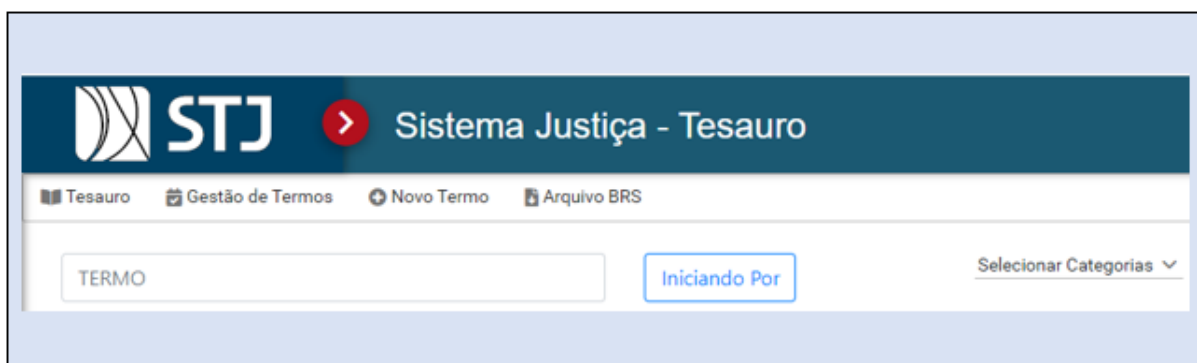 STJ Sistema Justiça - Tesauro
Tesauro Gestão de Termos Novo Termo Arquivo BRS
TERMO Iniciando Por Selecionar Categorias